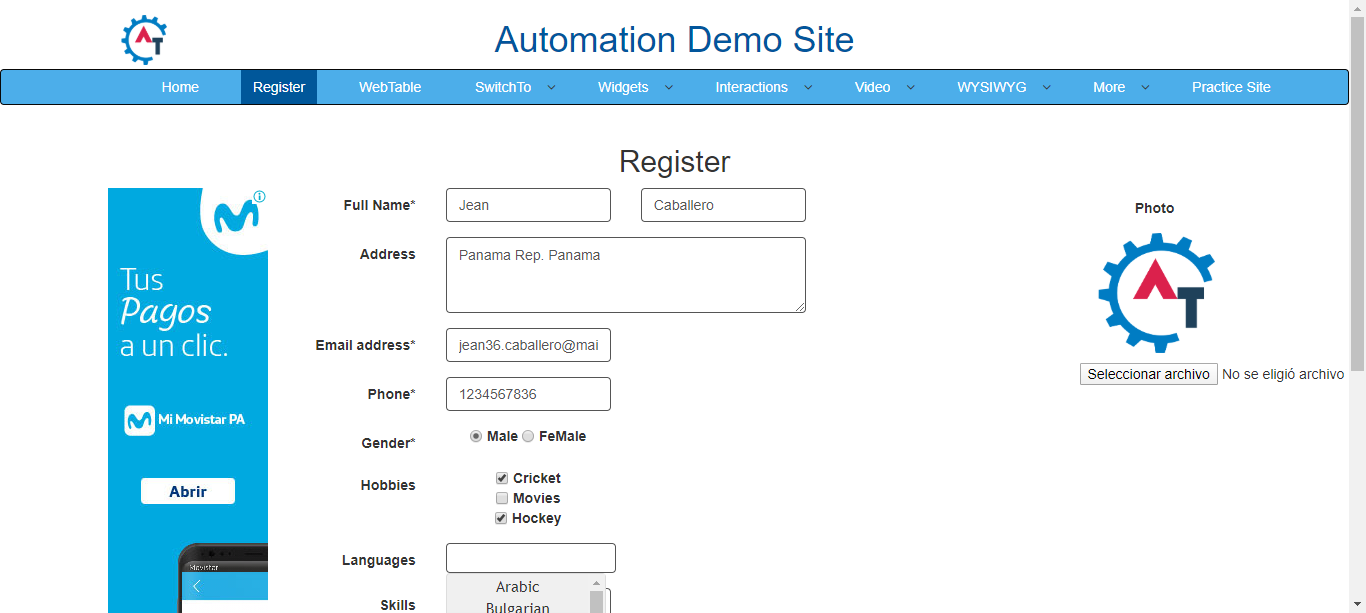 AT
Automation Demo Site
Home Register WebTable SwitchTo Widgets Interactions Video WYSIWYG More Practice Site
Register
Tus
Pagos
a un clic.
Mi Movistar PA
Abrir
Movistar
Full Name* Jean Caballero
Address Panama Rep. Panama
Email address* jean36.caballero@mai
Phone* 1234567836
Gender* Male FeMale
Hobbies Cricket
Movies
Hockey
Languages
Arabic
Skills
Bulgarian
Photo
AT
Seleccionar archivo No se eligió archivo